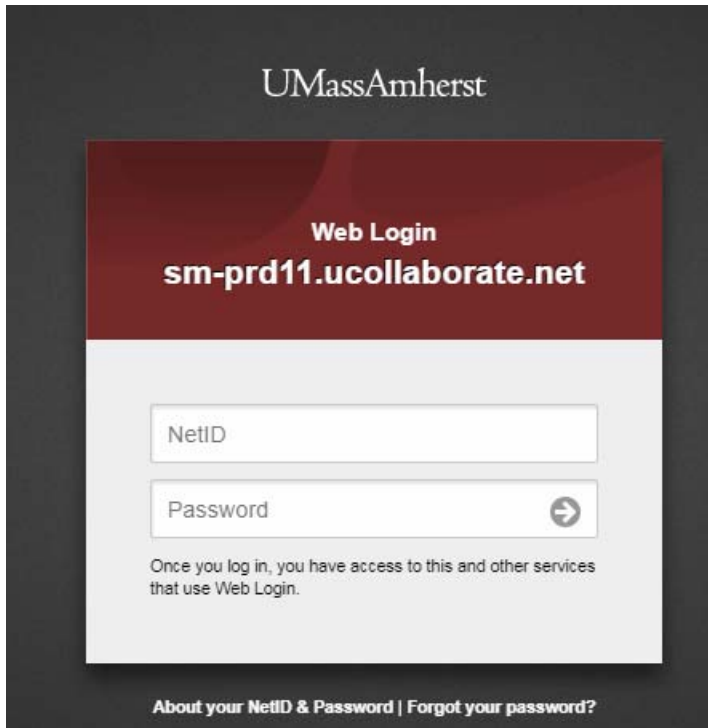 UMassAmherst
Web Login
sm-prd11.ucollaborate.net
NetID
Password
Once you log in, you have access to this and other services
that use Web Login.
About your NetID & Password | Forgot your password?